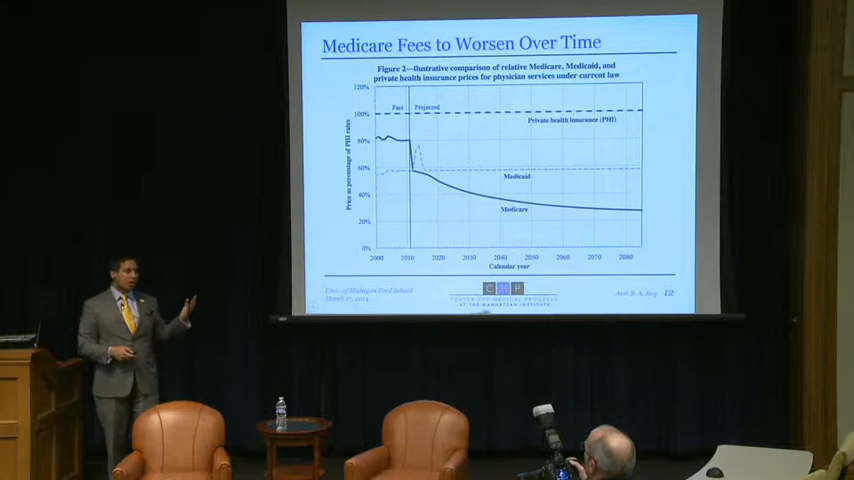 Medicare Fees to Worsen Over Time
Figure 2—Ilustrative comparison of relative Medicare, Medicaid, and
private health insurance prices for physician services under current law
120%
100%
80%
60%
40%
20%
0%
Price as percentage of PHI rates
Past
Projected
Private health insurance (PHI)
Medicaid
Medicare
2000 2010 2020 2030 2040 2050 2060 2070 2080
Calendar year
Univ. of Michigan Ford School
March 17, 2014
CMP
CENTER FOR MEDICAL PROGRESS
AT THE MANHATTAN INSTITUTE
Avik S. A. Roy 12